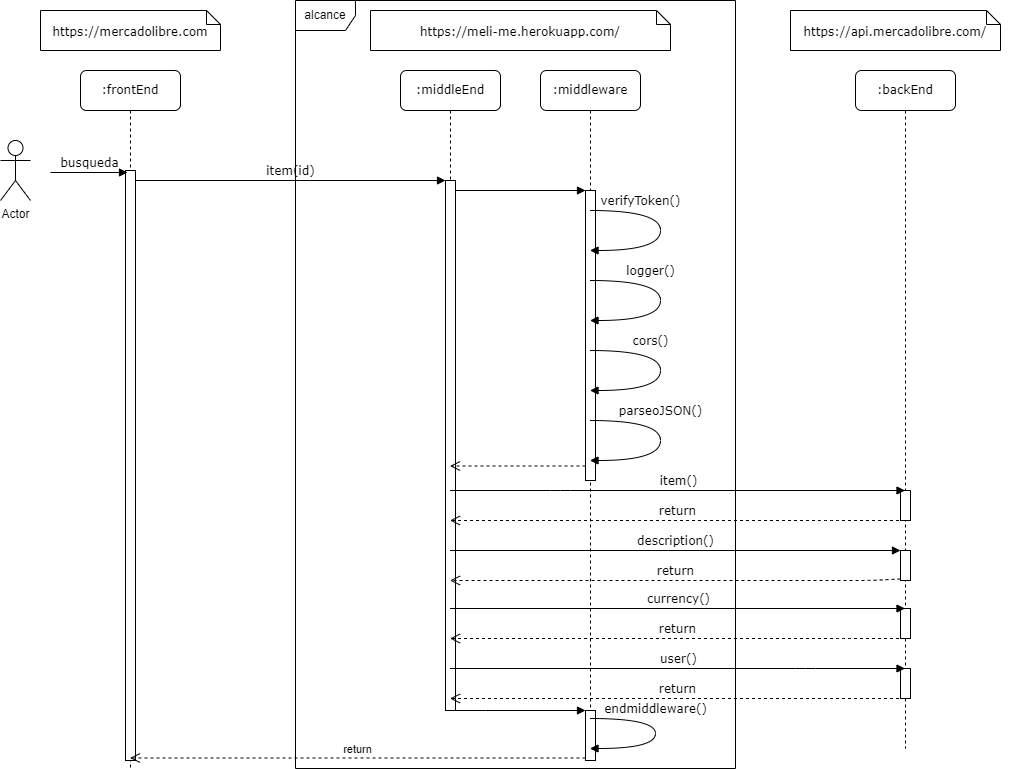 alcance
https://mercadolibre.com
https://meli-me.herokuapp.com/
https://api.mercadolibre.com/
:frontEnd
:middleEnd
:middleware
:backEnd
busqueda
item(id)
Actor
verifyToken()
logger()
cors()
parseoJSON()
item()
return
description()
return
currency()
return
user()
return
endmiddleware()
return